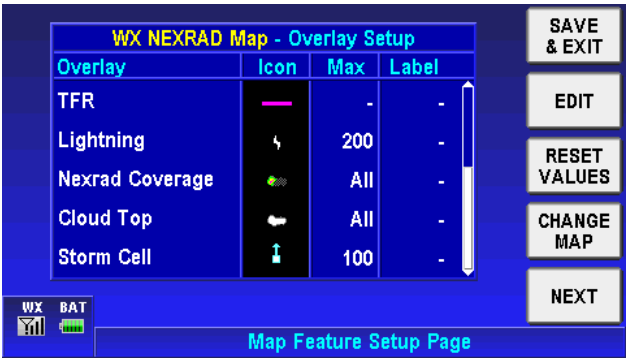 WX NEXRAD Map - Overlay Setup
Overlay Icon Max Label
TFR - -
Lightning 200 -
Nexrad Coverage All -
Cloud Top All -
Storm Cell 100 -
SAVE
& EXIT
EDIT
RESET
VALUES
CHANGE
MAP
NEXT
WX BAT
Map Feature Setup Page